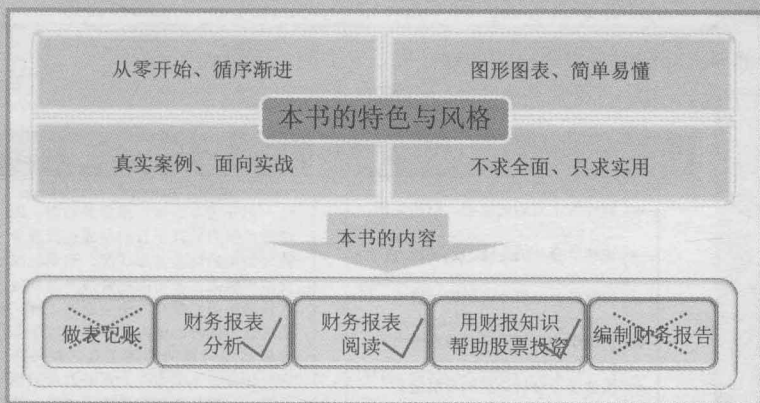 从零开始、循序渐进
图形图表、简单易懂
本书的特色与风格
真实案例、面向实战
不求全面、只求实用
本书的内容
做表记账
财务报表
分析
财务报表
阅读
用财报知识
帮助股票投资
编制财务报告